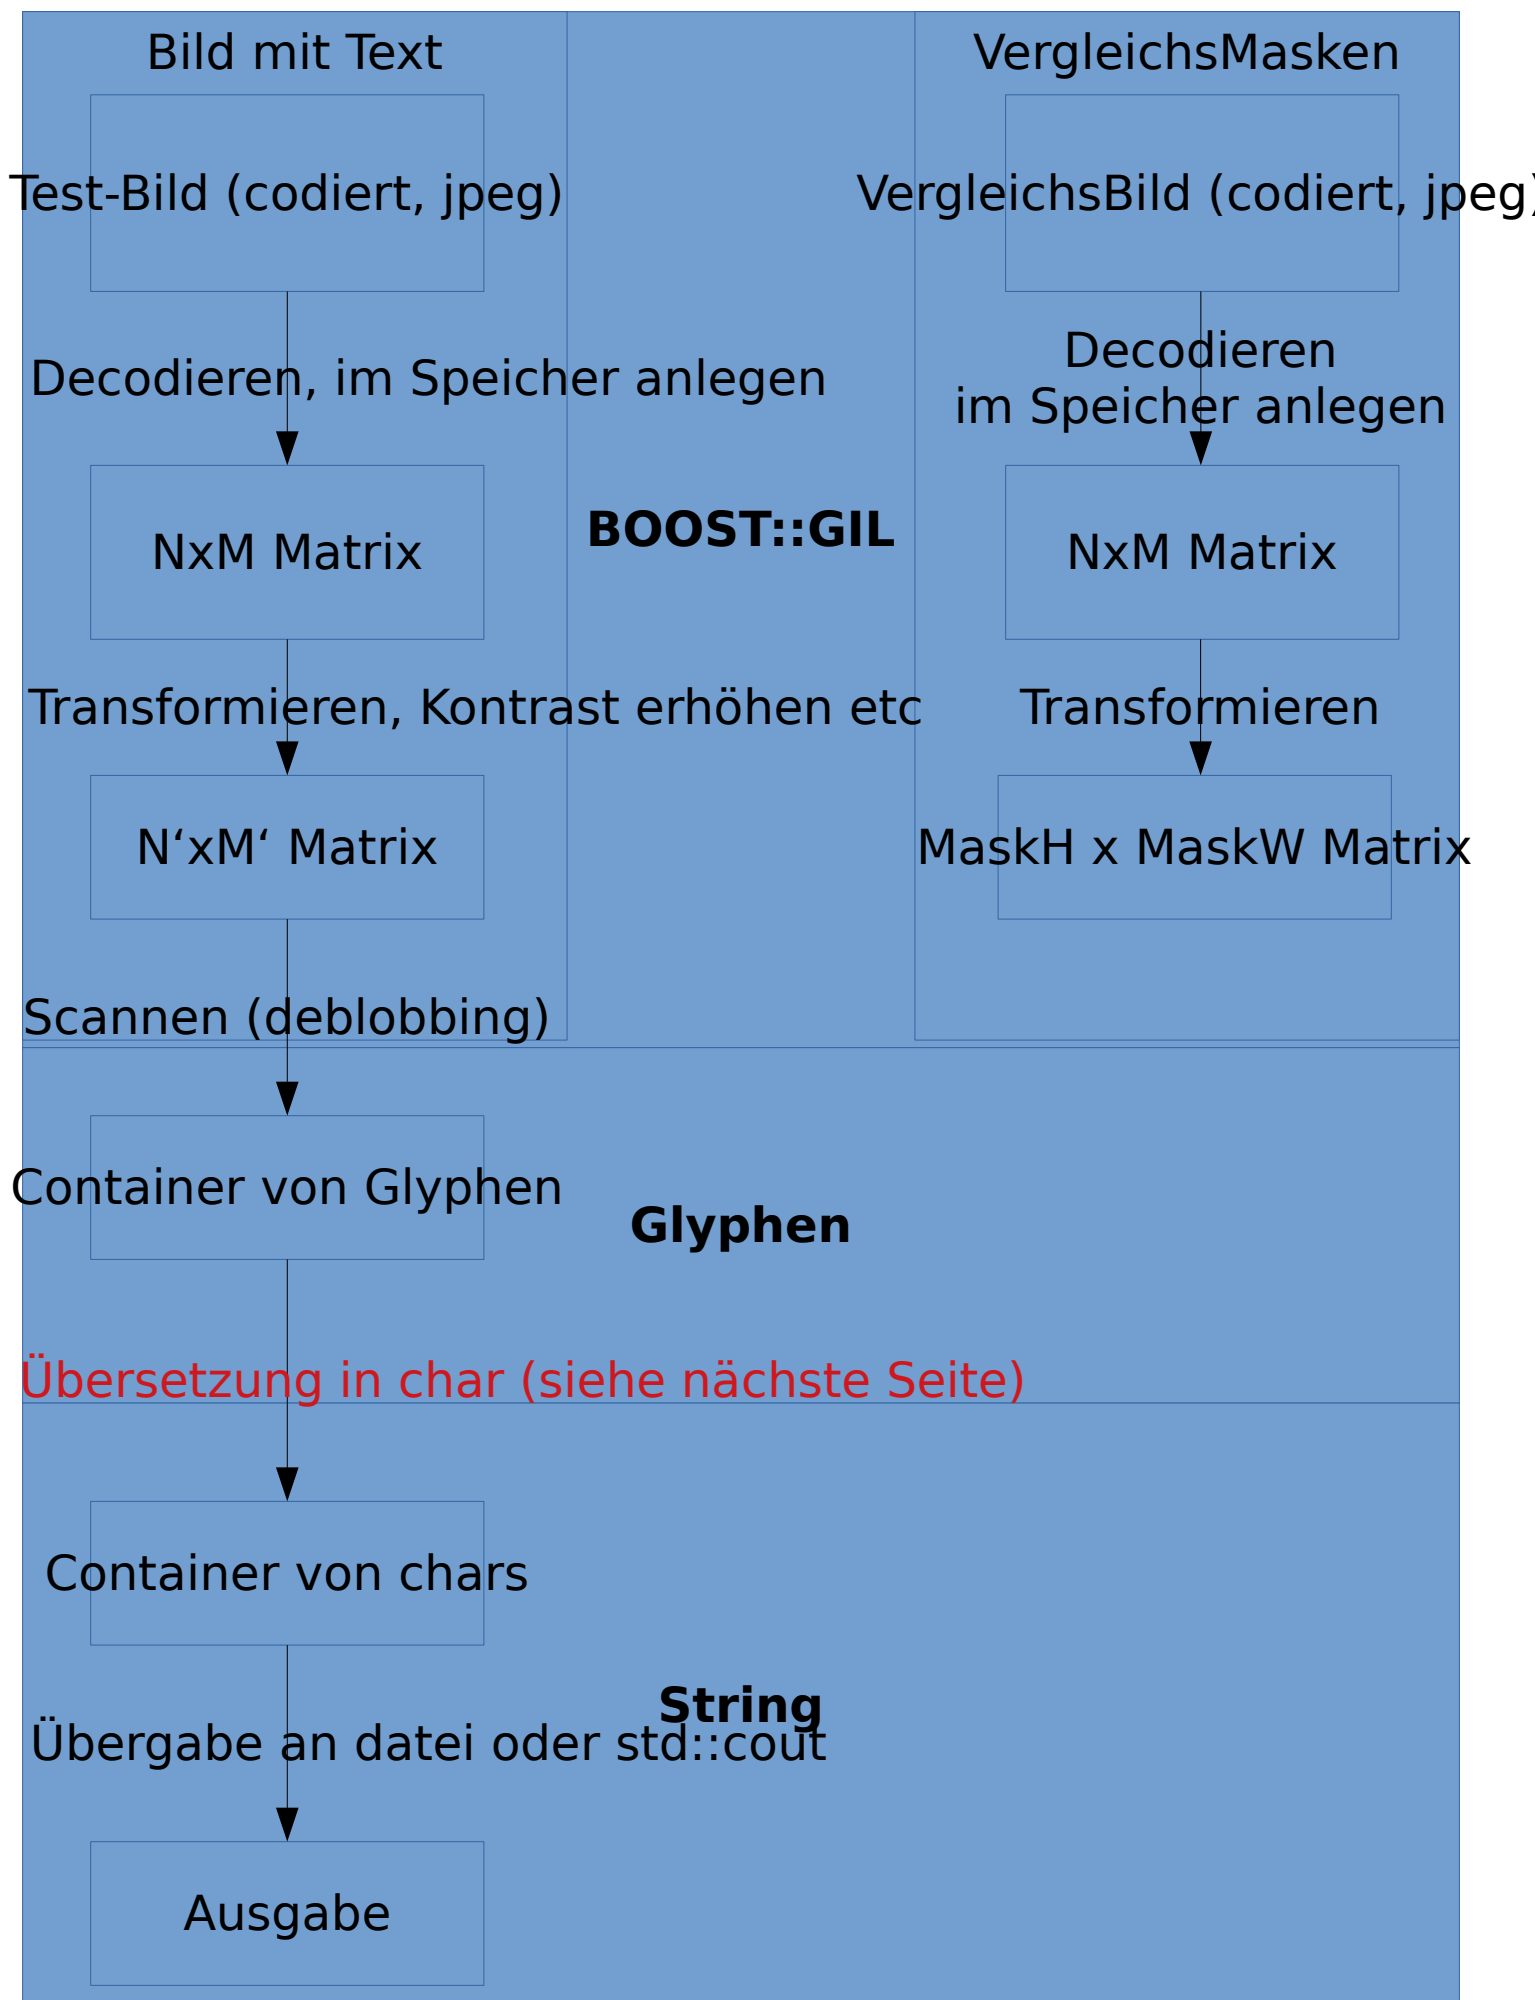 Bild mit Text
VergleichsMasken
Test-Bild (codiert, jpeg)
VergleichsBild (codiert, jpeg)
Decodieren, im Speicher anlegen
Decodieren
im Speicher anlegen
BOOST::GIL
NxM Matrix
NxM Matrix
Transformieren, Kontrast erhöhen etc
Transformieren
N‘xM‘ Matrix
MaskH x MaskW Matrix
Scannen (deblobbing)
Container von Glyphen
Glyphen
Übersetzung in char (siehe nächste Seite)
Container von chars
String
Übergabe an datei oder std::cout
Ausgabe